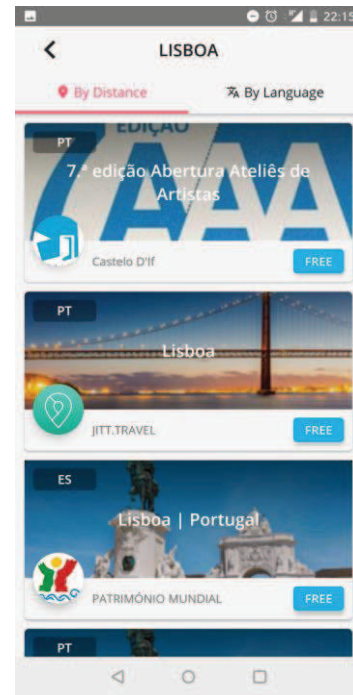 22:15
LISBOA
By Distance
By Language
EDIÇÃO
PT
7.ª edição Abertura Ateliês de
Artistas
7AAA
Castelo D'If
FREE
PT
Lisboa
JITT.TRAVEL
FREE
ES
Lisboa | Portugal
PATRIMÓNIO MUNDIAL
FREE
PT